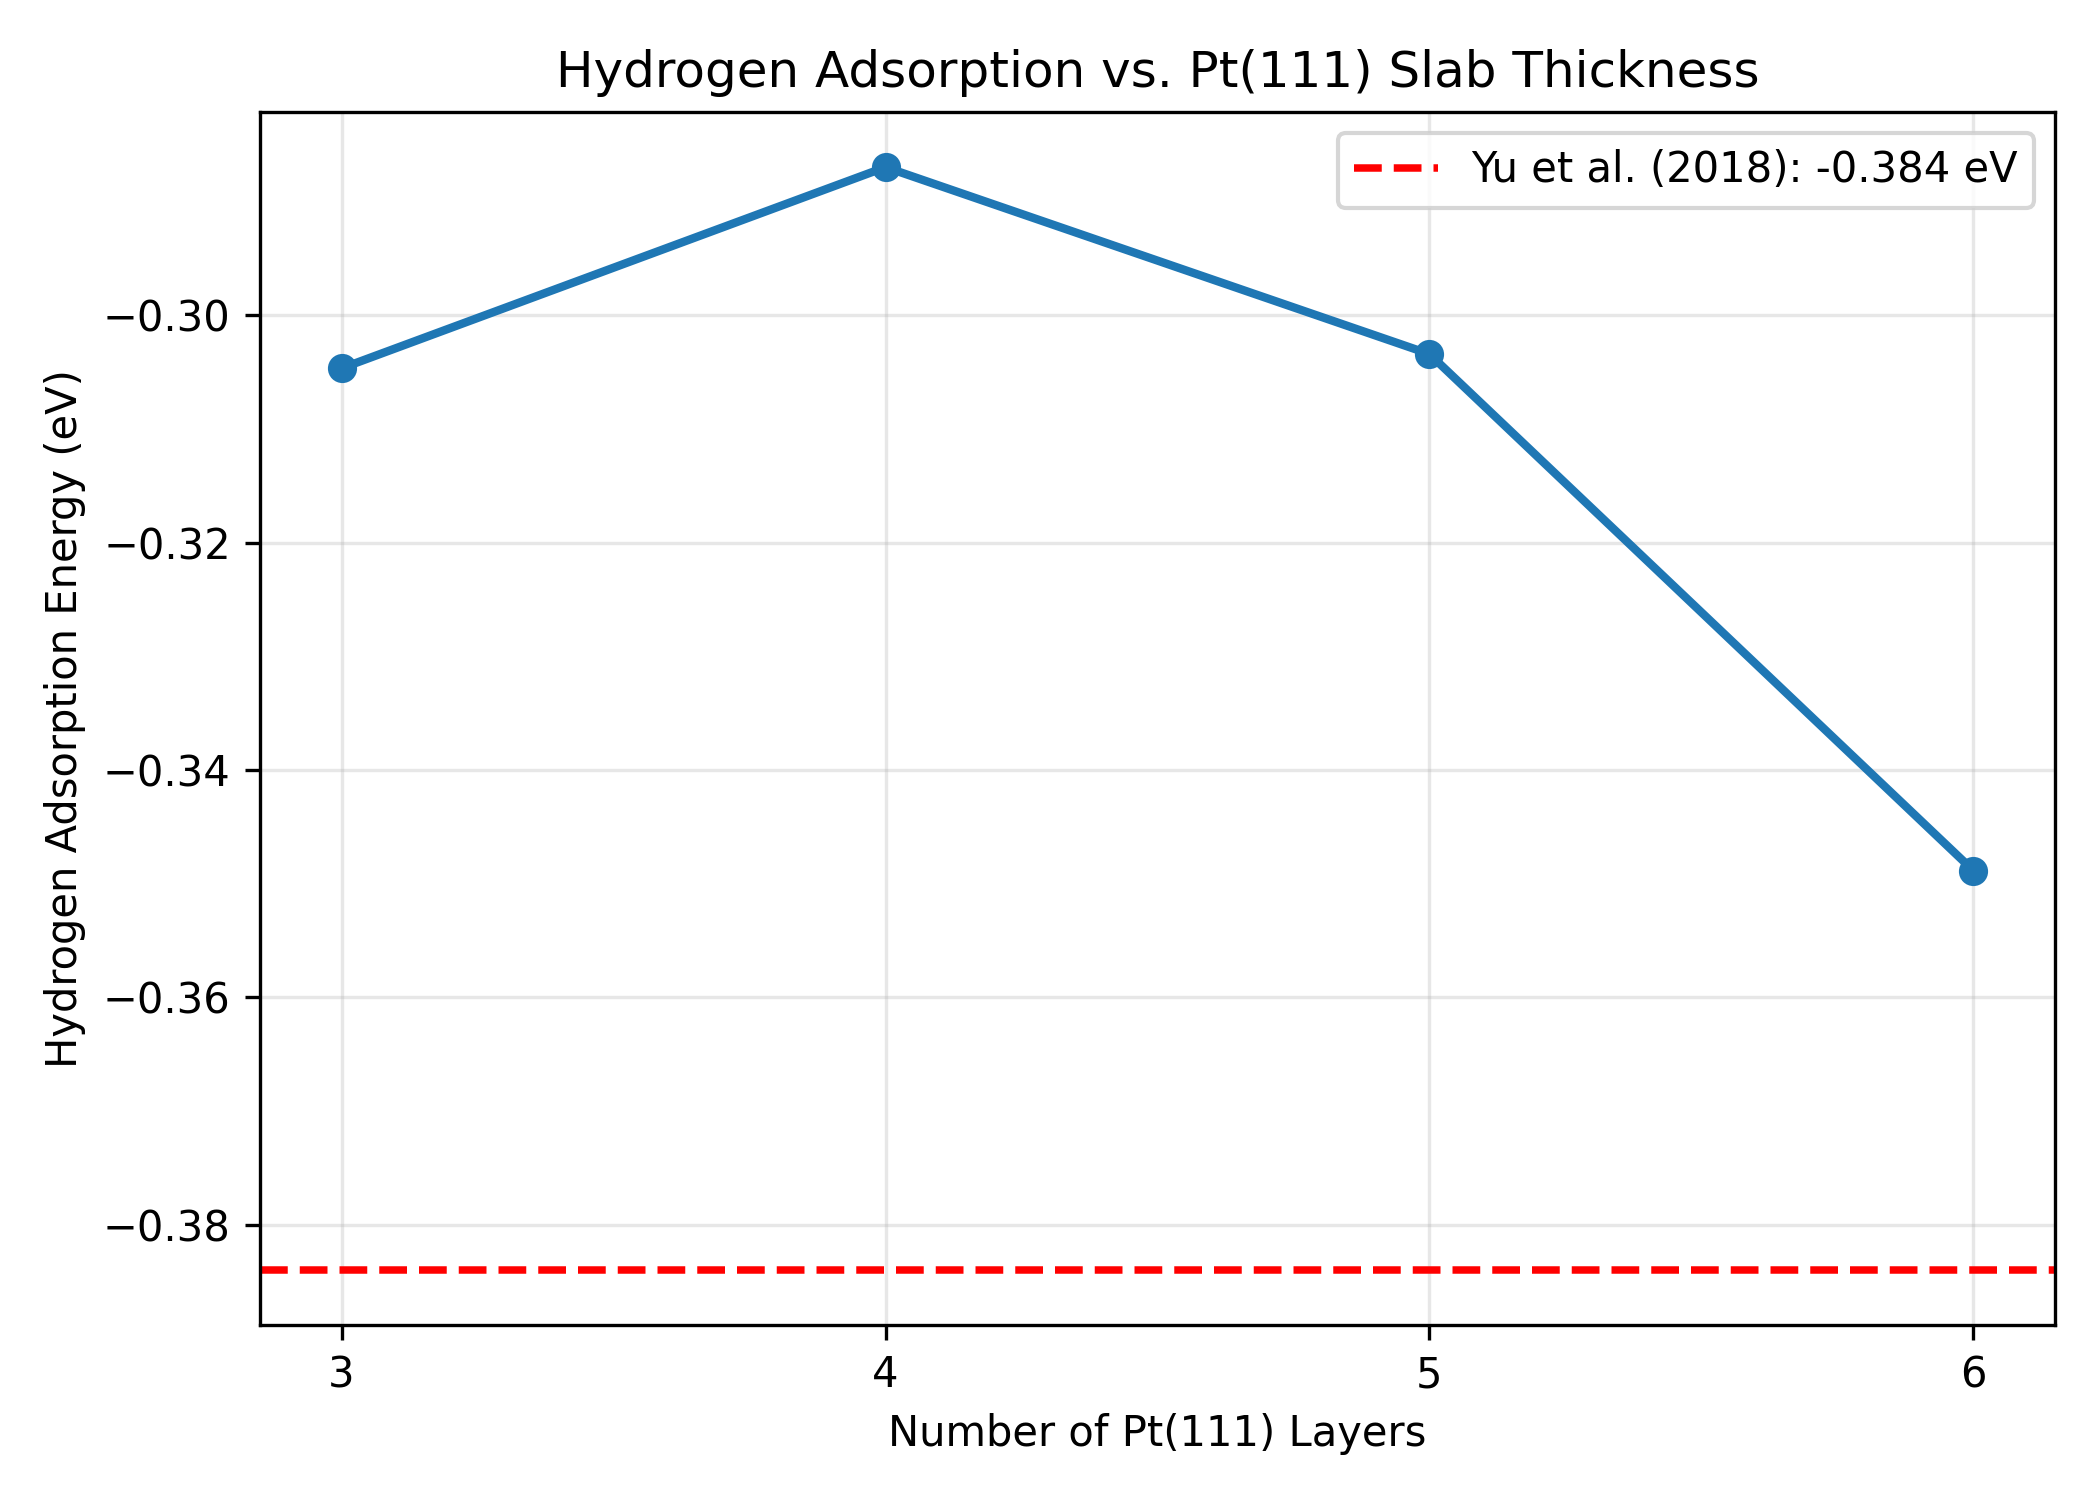 Hydrogen Adsorption vs. Pt(111) Slab Thickness
Yu et al. (2018): -0.384 eV
Hydrogen Adsorption Energy (eV)
−0.30
−0.32
−0.34
−0.36
−0.38
3
4
5
6
Number of Pt(111) Layers